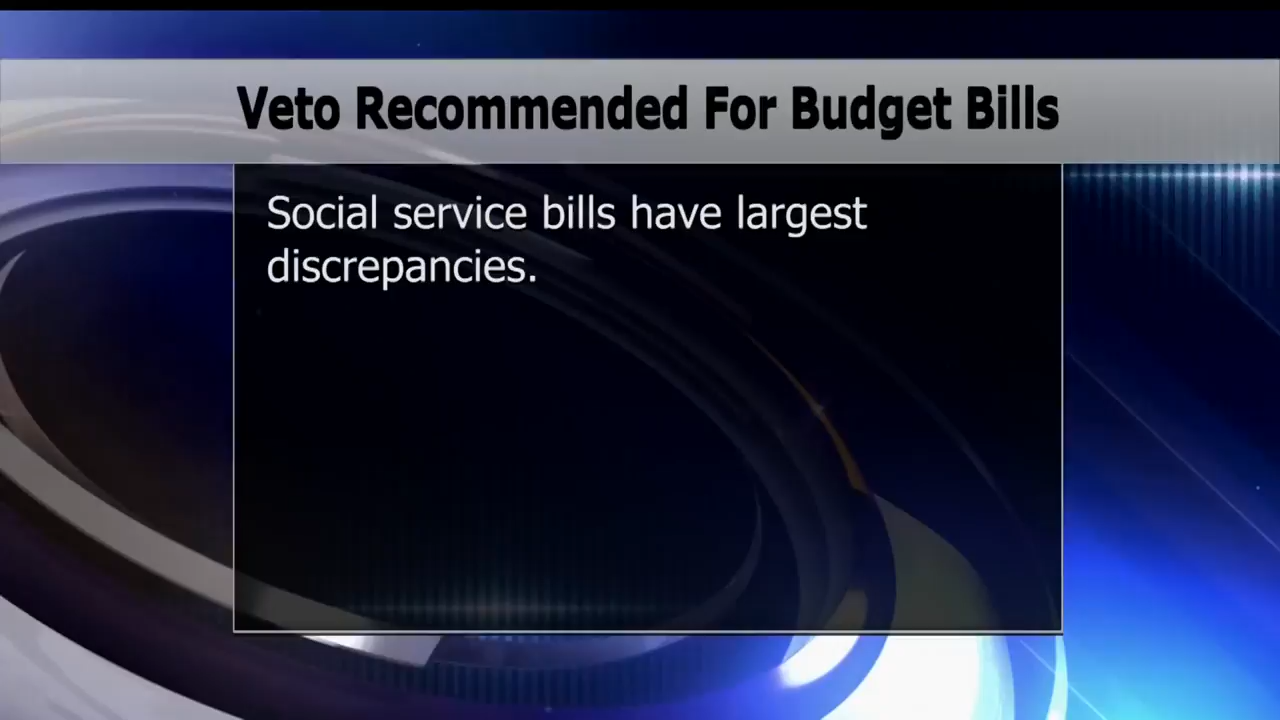 Veto Recommended For Budget Bills
Social service bills have largest
discrepancies.